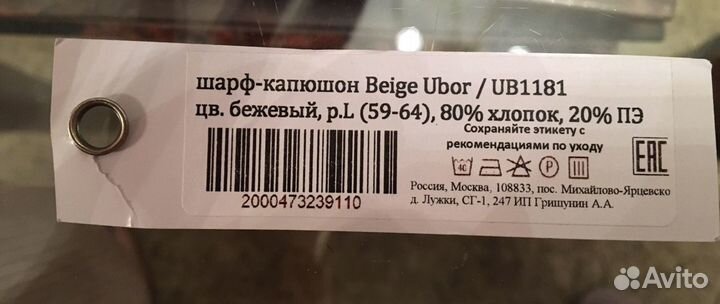 шарф-капюшон Beige Ubor / UB1181
цв. бежевый, р.L (59-64), 80% хлопок, 20% ПЭ
Сохраняйте этикету с
рекомендациями по уходу
40 P
EAC
Россия, Москва, 108833, пос. Михайлово-Ярцевско
д. Лужки, СГ-1, 247 ИП Гришунин А.А.
2000473239110
Avito